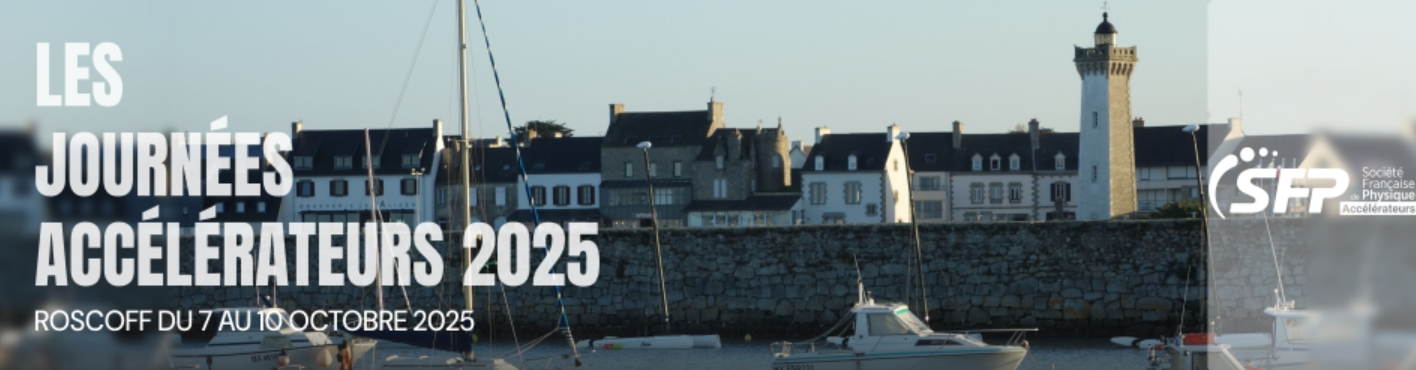 LES
JOURNÉES
ACCÉLÉRATEURS 2025
ROSCOFF DU 7 AU 10 OCTOBRE 2025
SFP
Société
Française
de Physique
Accélérateurs